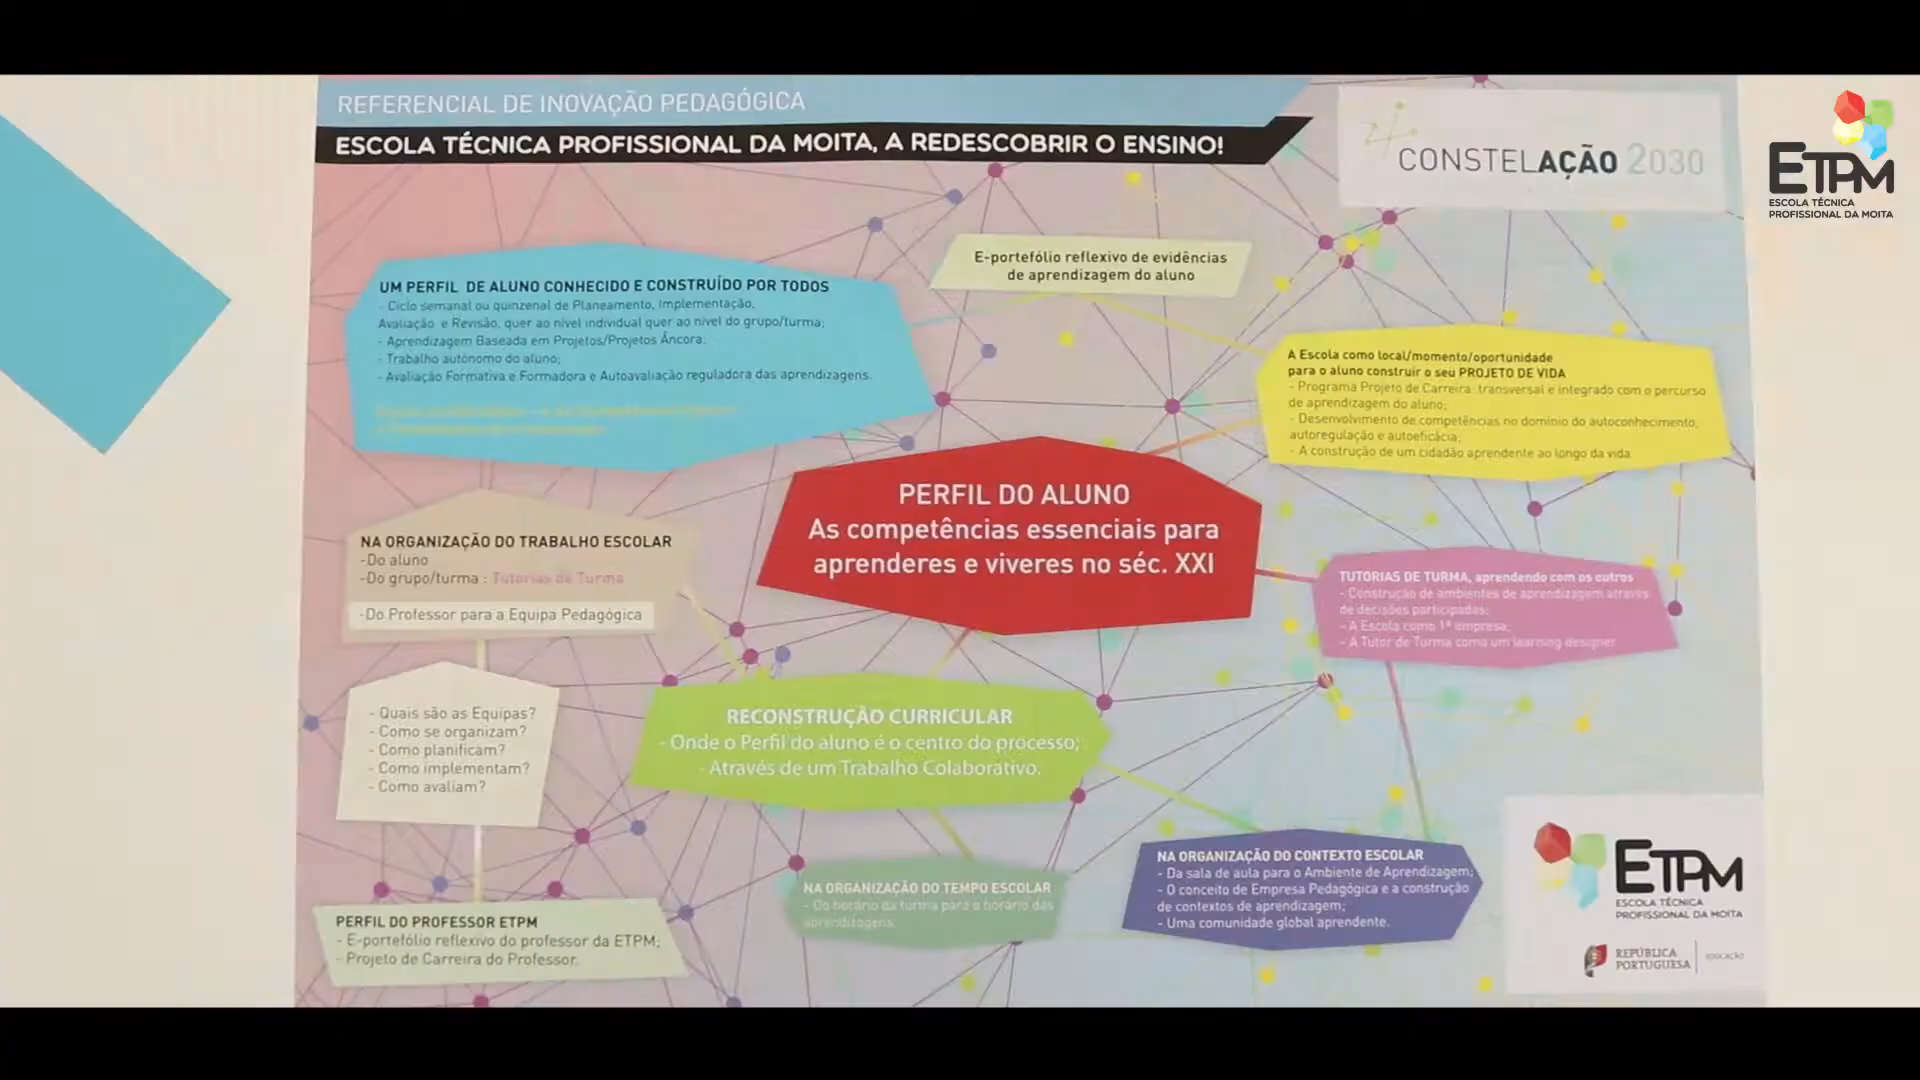 REFERENCIAL DE INOVAÇÃO PEDAGÓGICA
ESCOLA TÉCNICA PROFISSIONAL DA MOITA, A REDESCOBRIR O ENSINO!
CONSTELAÇÃO 2030
ETPM
ESCOLA TÉCNICA
PROFISSIONAL DA MOITA
E-portefólio reflexivo de evidências
de aprendizagem do aluno
UM PERFIL DE ALUNO CONHECIDO E CONSTRUÍDO POR TODOS
- Ciclo semanal ou quinzenal de Planeamento, Implementação,
Avaliação e Revisão, quer ao nível individual quer ao nível do grupo/turma;
- Aprendizagem Baseada em Projetos/Projetos Âncora;
- Trabalho autónomo do aluno;
- Avaliação Formativa e Formadora e Autoavaliação reguladora das aprendizagens.
A Escola como local/momento/oportunidade
para o aluno construir o seu PROJETO DE VIDA
- Programa Projeto de Carreira: transversal e integrado com o percurso
de aprendizagem do aluno;
- Desenvolvimento de competências no domínio do autoconhecimento,
autoregulação e autoeficácia;
- A construção de um cidadão aprendente ao longo da vida.
PERFIL DO ALUNO
As competências essenciais para
aprenderes e viveres no séc. XXI
NA ORGANIZAÇÃO DO TRABALHO ESCOLAR
-Do aluno
-Do grupo/turma : Tutorias de Turma
-Do Professor para a Equipa Pedagógica
TUTORIAS DE TURMA, aprendendo com os outros
- Construção de ambientes de aprendizagem através
de decisões participadas;
- A Escola como 1ª empresa;
- A Tutor de Turma como um learning designer
- Quais são as Equipas?
- Como se organizam?
- Como planificam?
- Como implementam?
- Como avaliam?
RECONSTRUÇÃO CURRICULAR
- Onde o Perfil do aluno é o centro do processo;
- Através de um Trabalho Colaborativo.
NA ORGANIZAÇÃO DO TEMPO ESCOLAR
- Do horário da turma para o horário das
aprendizagens.
NA ORGANIZAÇÃO DO CONTEXTO ESCOLAR
- Da sala de aula para o Ambiente de Aprendizagem;
- O conceito de Empresa Pedagógica e a construção
de contextos de aprendizagem;
- Uma comunidade global aprendente.
PERFIL DO PROFESSOR ETPM
- E-portefólio reflexivo do professor da ETPM;
- Projeto de Carreira do Professor.
ETPM
ESCOLA TÉCNICA
PROFISSIONAL DA MOITA
REPÚBLICA
PORTUGUESA
EDUCAÇÃO